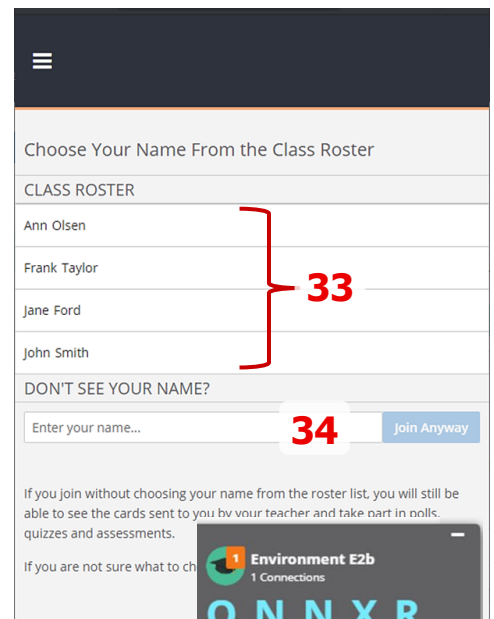 Choose Your Name From the Class Roster
CLASS ROSTER
Ann Olsen
Frank Taylor
33
Jane Ford
John Smith
DON'T SEE YOUR NAME?
Enter your name...
34
Join Anyway
If you join without choosing your name from the roster list, you will still be
able to see the cards sent to you by your teacher and take part in polls,
quizzes and assessments.
If you are not sure what to
1
Environment E2b
1 Connections
O N N X R